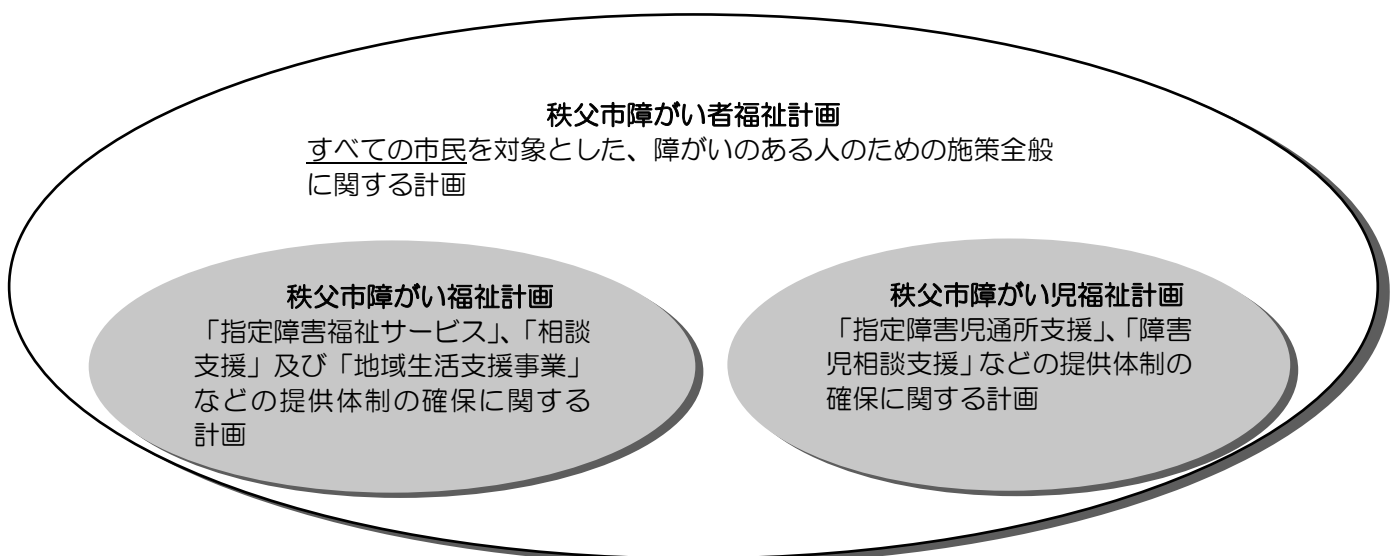 秩父市障がい者福祉計画
すべての市民を対象とした、障がいのある人のための施策全般
に関する計画
秩父市障がい福祉計画
「指定障害福祉サービス」、「相談
支援」及び「地域生活支援事業」
などの提供体制の確保に関する
計画
秩父市障がい児福祉計画
「指定障害児通所支援」、「障害
児相談支援」などの提供体制の
確保に関する計画